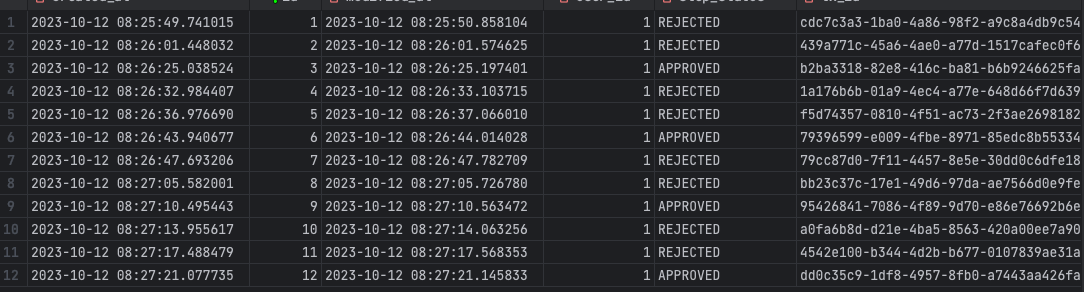 1 2023-10-12 08:25:49.741015 1 2023-10-12 08:25:50.858104 1 REJECTED cdc7c3a3-1ba0-4a86-98f2-a9c8a4db9c54
2 2023-10-12 08:26:01.448032 2 2023-10-12 08:26:01.574625 1 REJECTED 439a771c-45a6-4ae0-a77d-1517cafec0f6
3 2023-10-12 08:26:25.038524 3 2023-10-12 08:26:25.197401 1 APPROVED b2ba3318-82e8-416c-ba81-b6b9246625fa
4 2023-10-12 08:26:32.984407 4 2023-10-12 08:26:33.103715 1 REJECTED 1a176b6b-01a9-4ec4-a77e-648d66f7d639
5 2023-10-12 08:26:36.976690 5 2023-10-12 08:26:37.066010 1 REJECTED f5d74357-0810-4f51-ac73-2f3ae2698182
6 2023-10-12 08:26:43.940677 6 2023-10-12 08:26:44.014028 1 APPROVED 79396599-e009-4fbe-8971-85edc8b55334
7 2023-10-12 08:26:47.693206 7 2023-10-12 08:26:47.782709 1 REJECTED 79cc87d0-7f11-4457-8e5e-30dd0c6dfe18
8 2023-10-12 08:27:05.582001 8 2023-10-12 08:27:05.726780 1 REJECTED bb23c37c-17e1-49d6-97da-ae7566d0e9fe
9 2023-10-12 08:27:10.495443 9 2023-10-12 08:27:10.563472 1 APPROVED 95426841-7086-4f89-9d70-e86e76692b6e
10 2023-10-12 08:27:13.955617 10 2023-10-12 08:27:14.063256 1 REJECTED a0fa6b8d-d21e-4ba5-8563-420a00ee7a90
11 2023-10-12 08:27:17.488479 11 2023-10-12 08:27:17.568353 1 REJECTED 4542e100-b344-4d2b-b677-0107839ae31a
12 2023-10-12 08:27:21.077735 12 2023-10-12 08:27:21.145833 1 APPROVED dd0c35c9-1df8-4957-8fb0-a7443aa426fa